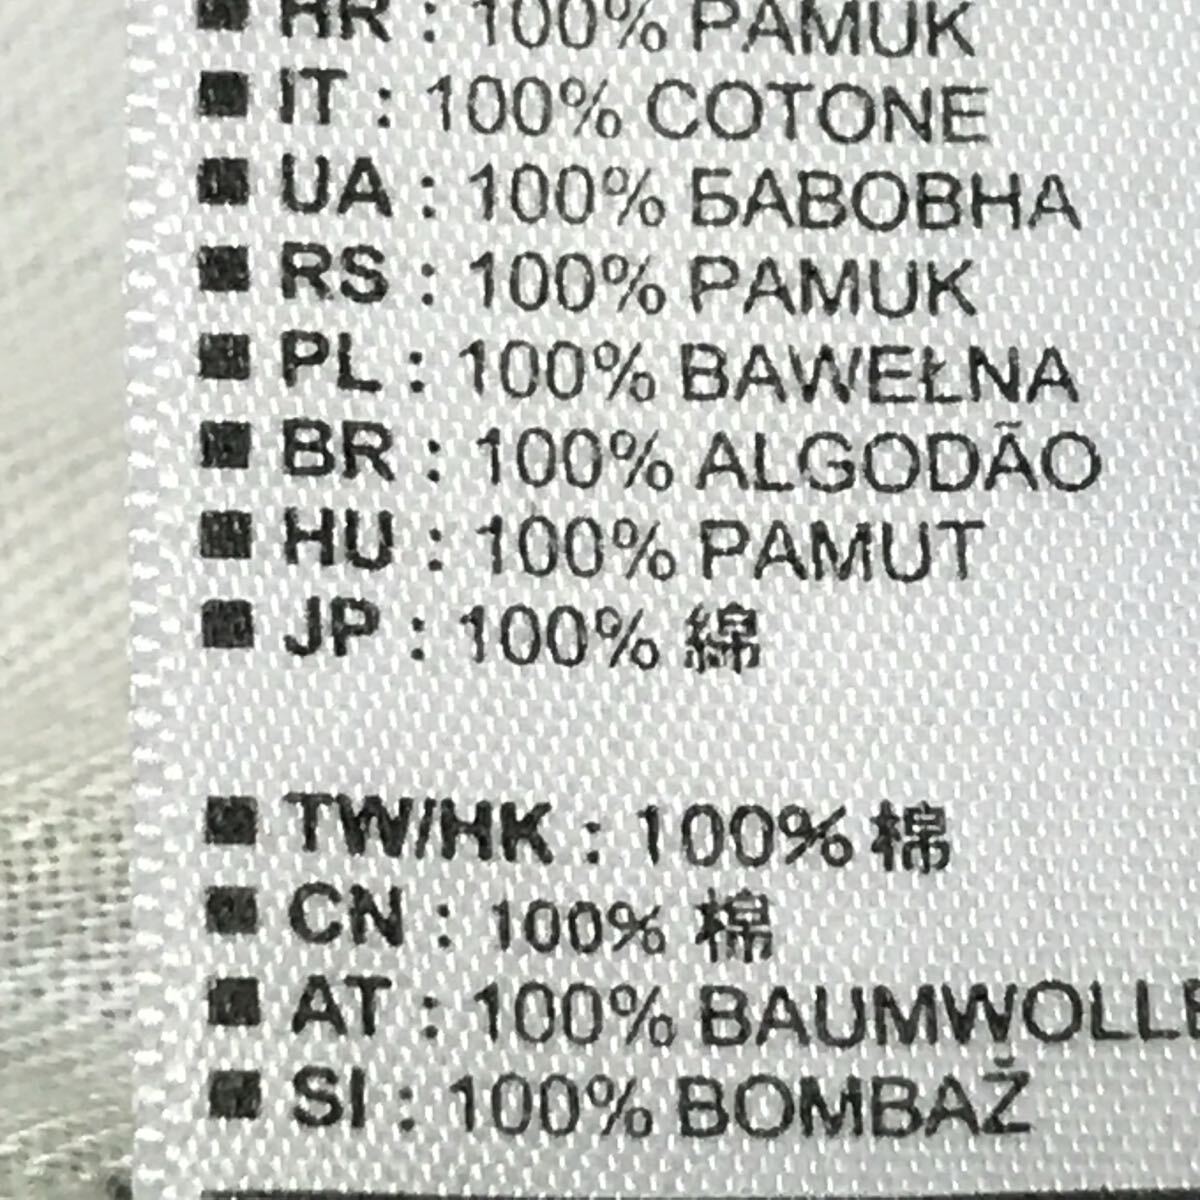 ■ HR : 100% PAMUK
■ IT : 100% COTONE
■ UA : 100% БАВОВНА
■ RS : 100% PAMUK
■ PL : 100% BAWEŁNA
■ BR : 100% ALGODÃO
■ HU : 100% PAMUT
■ JP : 100% 綿
■ TW/HK : 100% 棉
■ CN : 100% 棉
■ AT : 100% BAUMWOLLE
■ SI : 100% BOMBAŽ